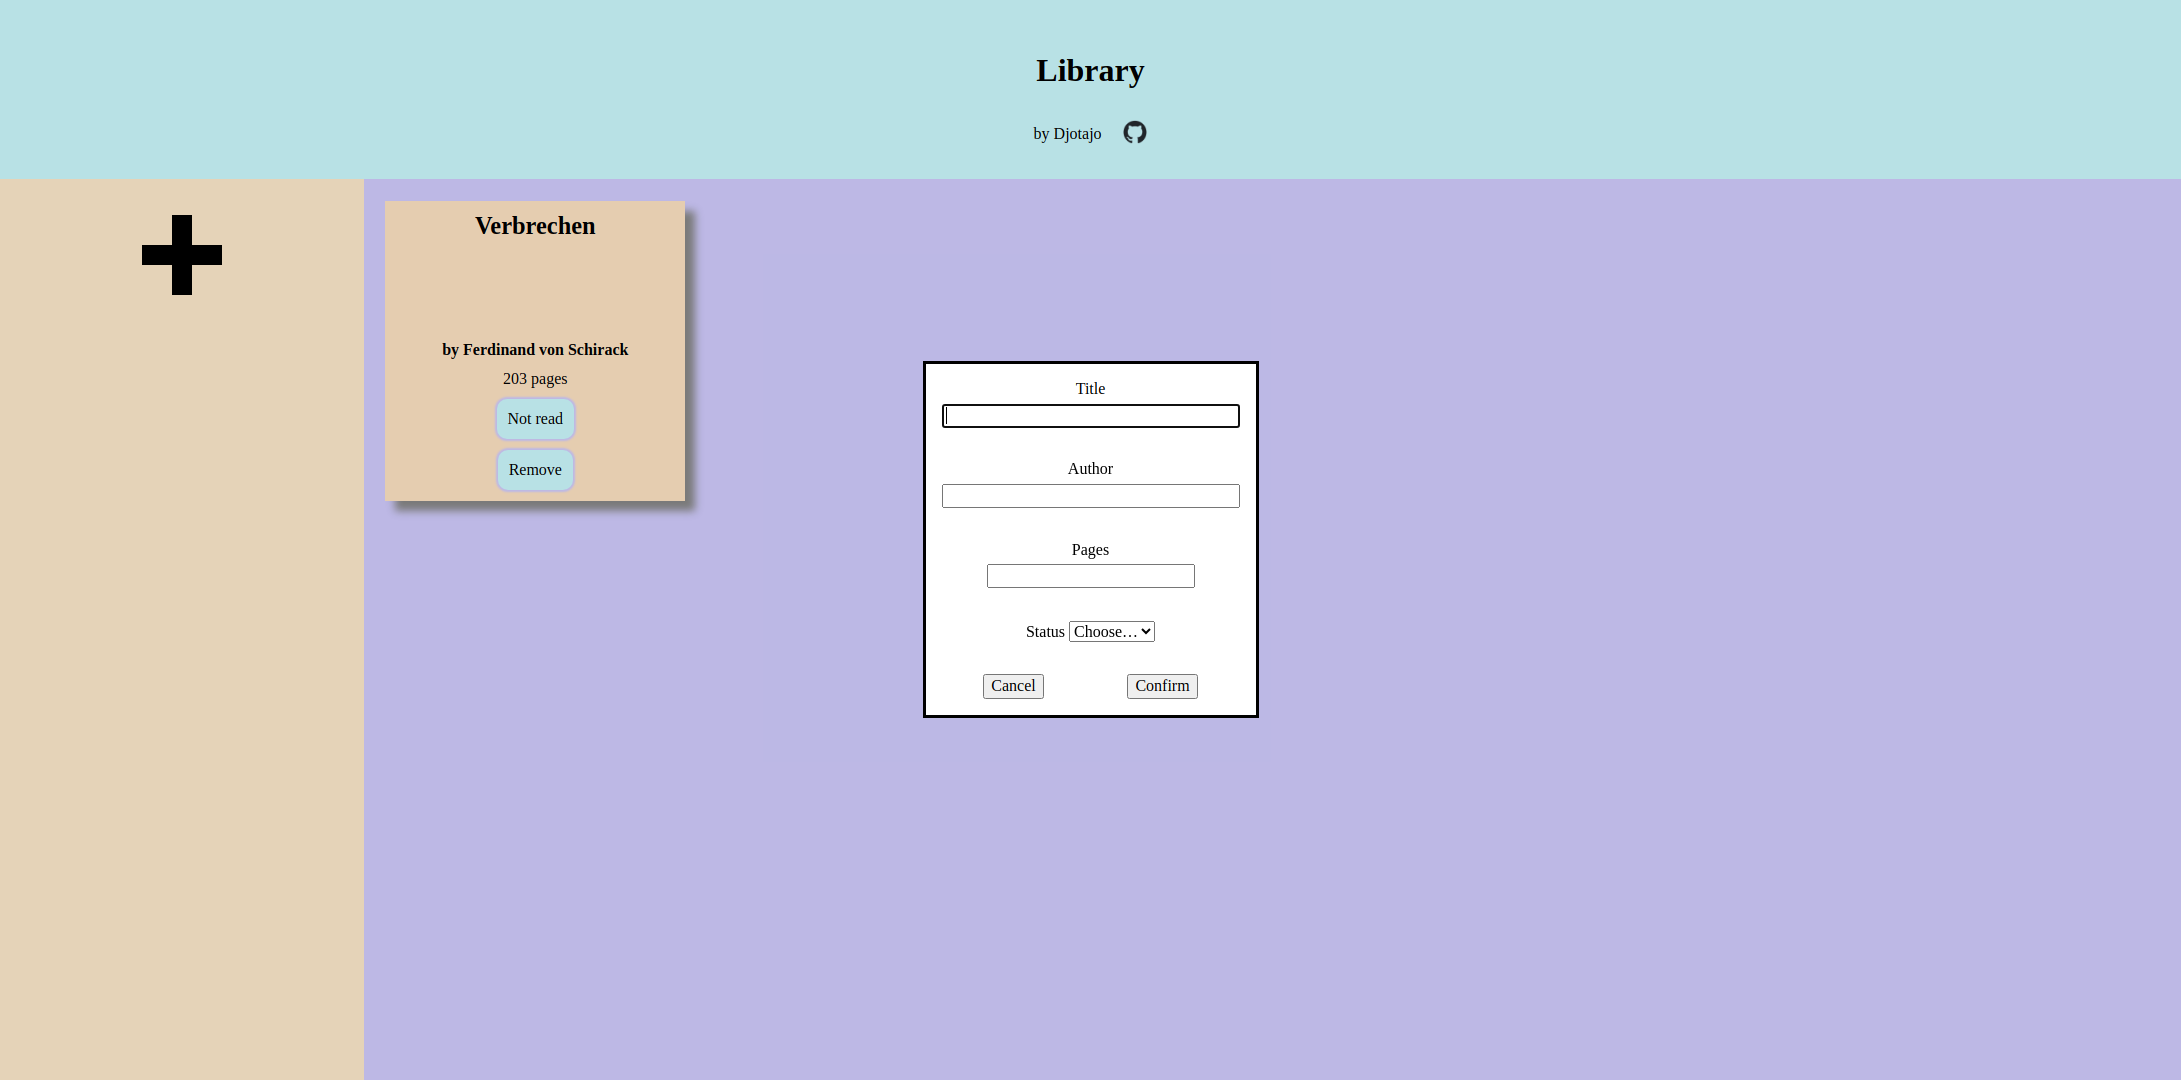 Library
by Djotajo
Verbrechen
by Ferdinand von Schirack
203 pages
Not read
Remove
Title
Author
Pages
Status Choose...
Cancel Confirm